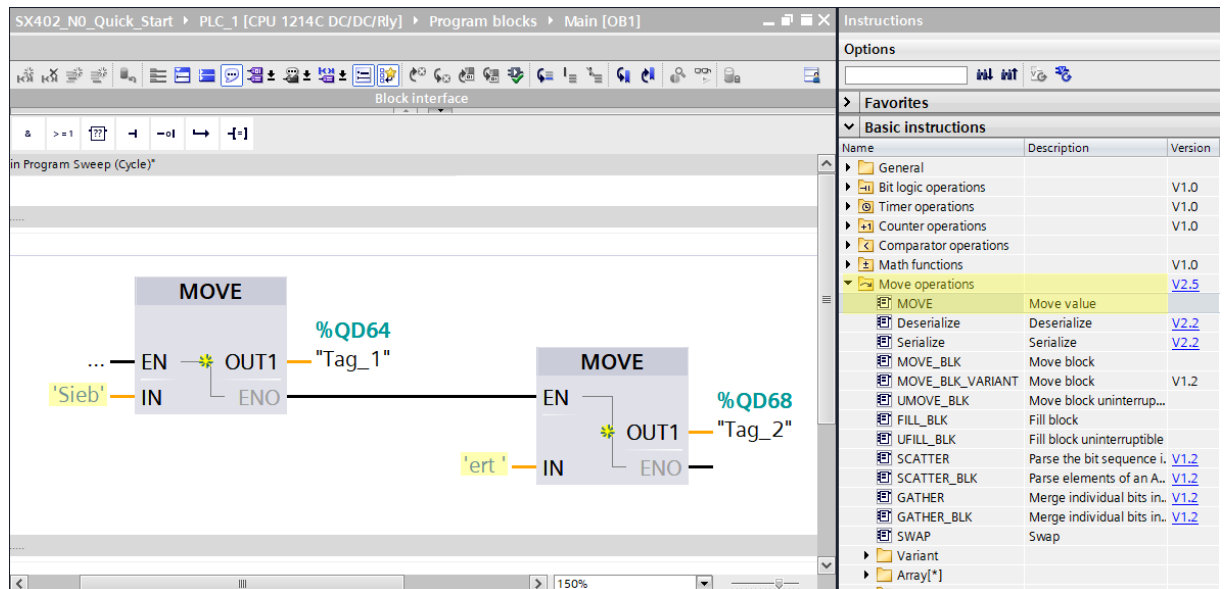 SX402_N0_Quick_Start ▸ PLC_1 [CPU 1214C DC/DC/Rly] ▸ Program blocks ▸ Main [OB1]
Block interface
& >=1 ??
in Program Sweep (Cycle)"
.....
MOVE
%QD64
"Tag_1"
... EN OUT1
'Sieb' IN ENO
MOVE
EN
%QD68
OUT1 "Tag_2"
'ert ' IN ENO
.....
150%
Instructions
Options
Favorites
Basic instructions
Name Description Version
General
Bit logic operations V1.0
Timer operations V1.0
Counter operations V1.0
Comparator operations
Math functions V1.0
Move operations V2.5
MOVE Move value
Deserialize Deserialize V2.2
Serialize Serialize V2.2
MOVE_BLK Move block
MOVE_BLK_VARIANT Move block V1.2
UMOVE_BLK Move block uninterrup...
FILL_BLK Fill block
UFILL_BLK Fill block uninterruptible
SCATTER Parse the bit sequence i. V1.2
SCATTER_BLK Parse elements of an A.. V1.2
GATHER Merge individual bits in.. V1.2
GATHER_BLK Merge individual bits in.. V1.2
SWAP Swap
Variant
Array[*]